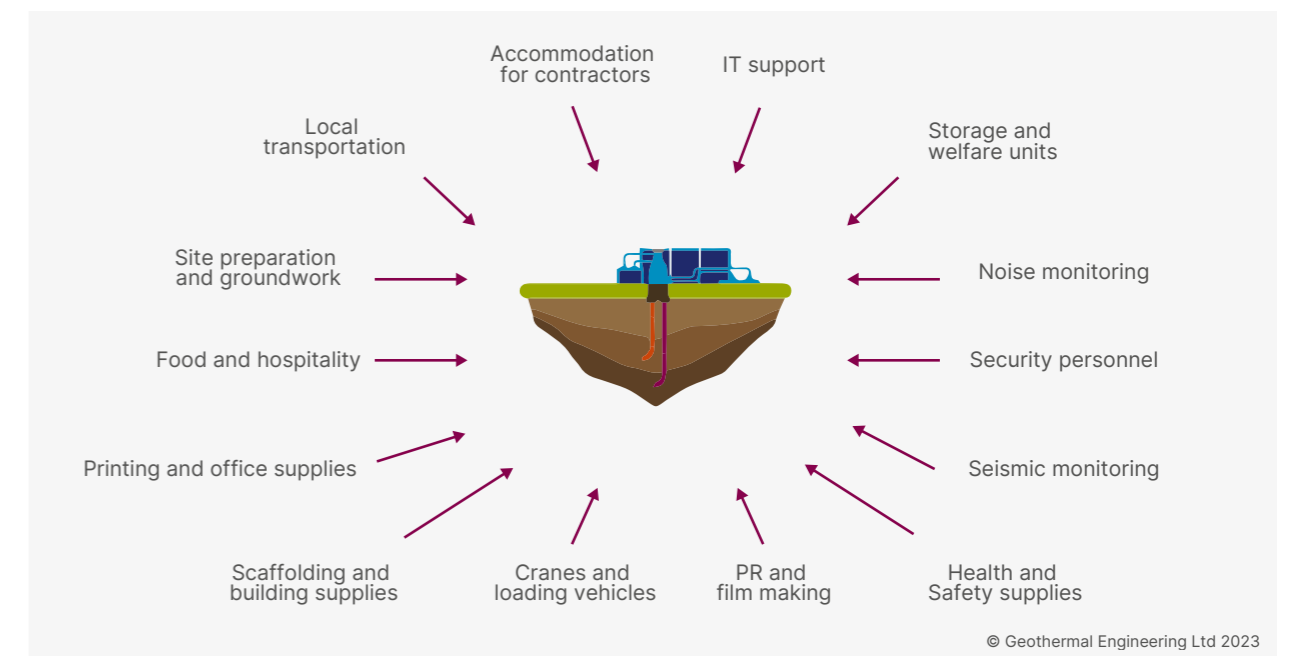 Accommodation
for contractors
IT support
Local
transportation
Storage and
welfare units
Site preparation
and groundwork
Noise monitoring
Food and hospitality
Security personnel
Printing and office supplies
Seismic monitoring
Scaffolding and
building supplies
Cranes and
loading vehicles
PR and
film making
Health and
Safety supplies
© Geothermal Engineering Ltd 2023